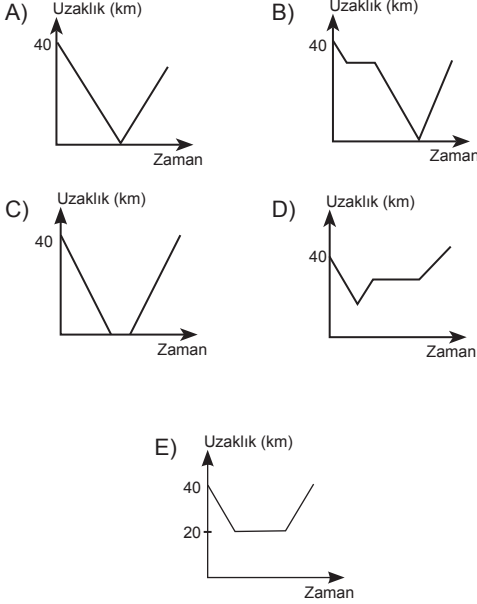 A) Uzaklık (km)
40
Zaman
B) Uzaklık (km)
40
Zaman
C) Uzaklık (km)
40
Zaman
D) Uzaklık (km)
40
Zaman
E) Uzaklık (km)
40
20
Zaman